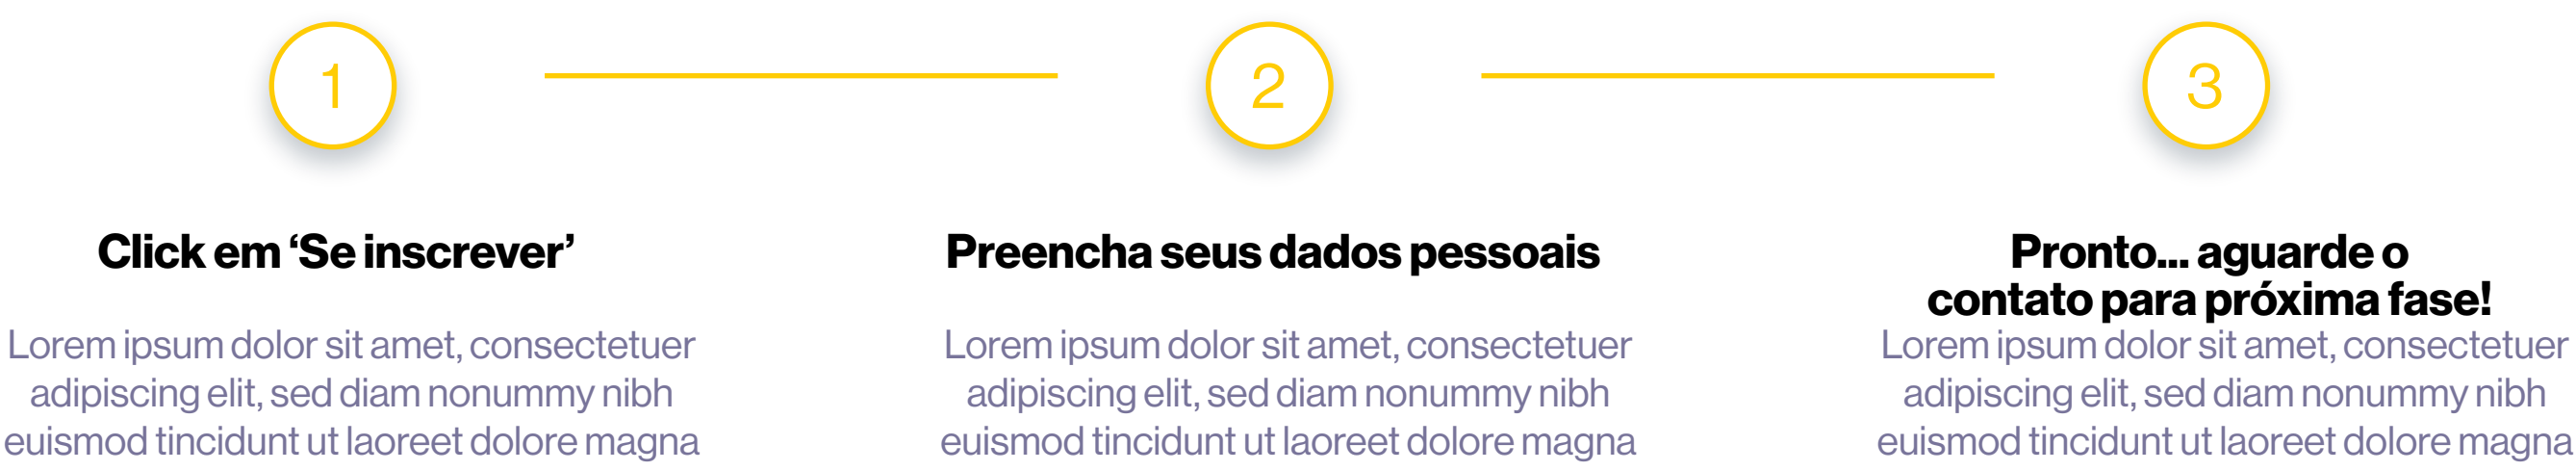 1
Click em ‘Se inscrever’
Lorem ipsum dolor sit amet, consectetuer
adipiscing elit, sed diam nonummy nibh
euismod tincidunt ut laoreet dolore magna
2
Preencha seus dados pessoais
Lorem ipsum dolor sit amet, consectetuer
adipiscing elit, sed diam nonummy nibh
euismod tincidunt ut laoreet dolore magna
3
Pronto... aguarde o
contato para próxima fase!
Lorem ipsum dolor sit amet, consectetuer
adipiscing elit, sed diam nonummy nibh
euismod tincidunt ut laoreet dolore magna